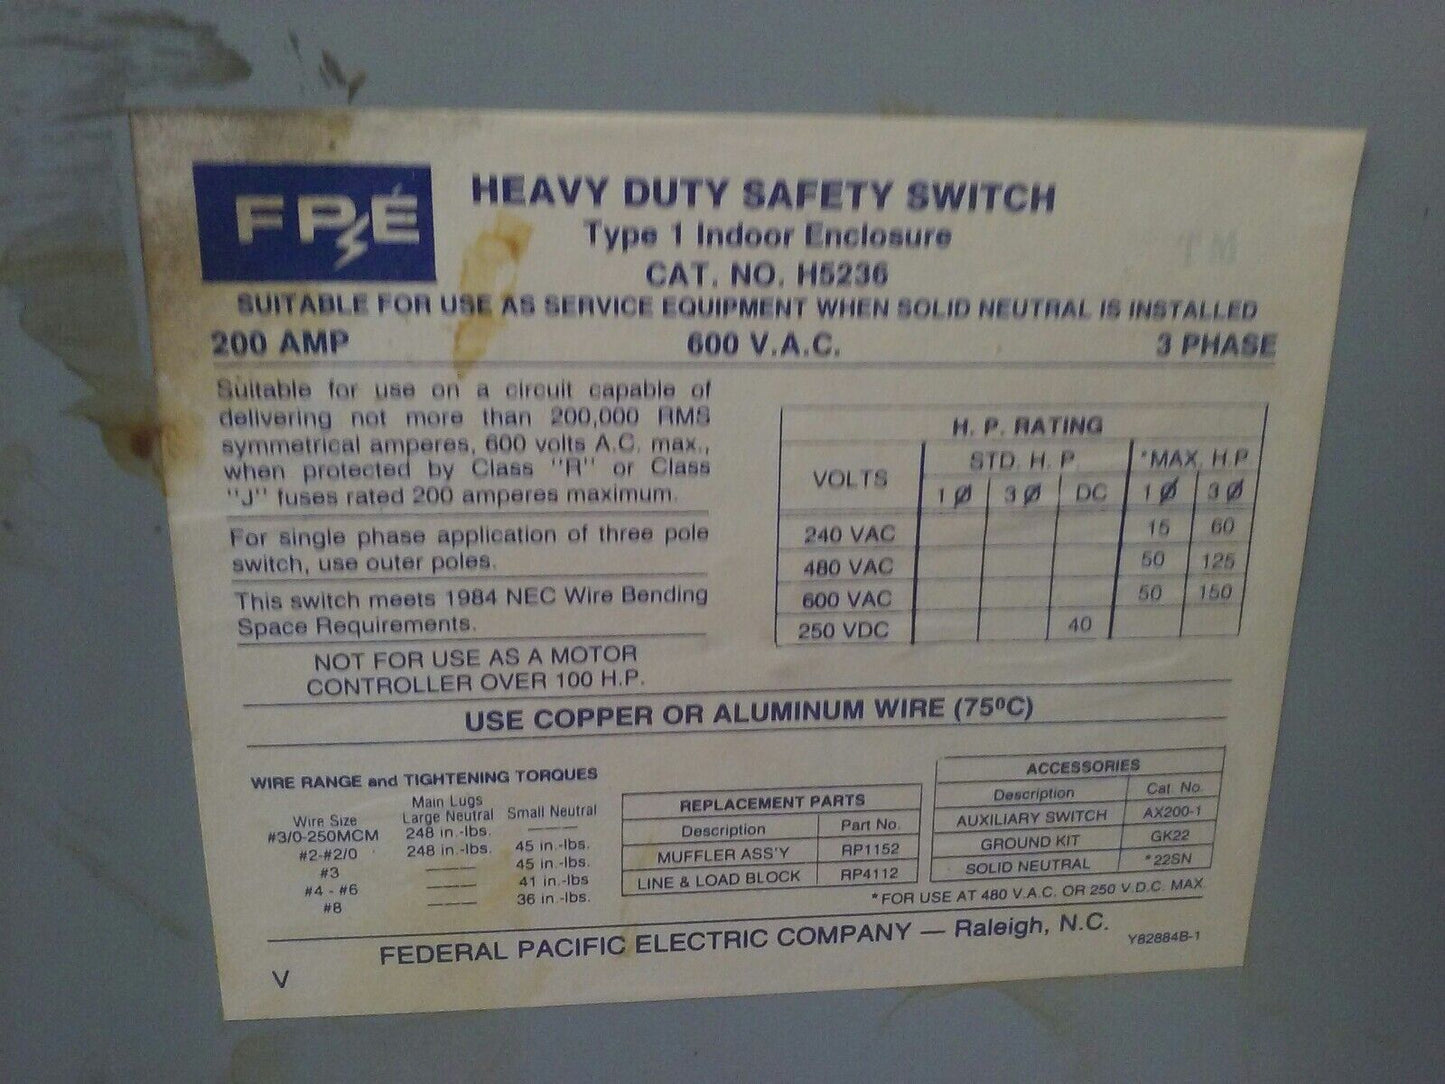 FPE
HEAVY DUTY SAFETY SWITCH
Type 1 Indoor Enclosure
CAT. NO. H5236
SUITABLE FOR USE AS SERVICE EQUIPMENT WHEN SOLID NEUTRAL IS INSTALLED
200 AMP 600 V.A.C. 3 PHASE
Suitable for use on a circuit capable of
delivering not more than 200,000 RMS
symmetrical amperes, 600 volts A.C. max.,
when protected by Class "R" or Class
"J" fuses rated 200 amperes maximum.
For single phase application of three pole
switch, use outer poles.
This switch meets 1984 NEC Wire Bending
Space Requirements.
NOT FOR USE AS A MOTOR
CONTROLLER OVER 100 H.P.
H. P. RATING
VOLTS STD. H. P. *MAX. H.P.
1 Ø 3 Ø DC 1 Ø 3 Ø
240 VAC 15 60
480 VAC 50 125
600 VAC 50 150
250 VDC 40
USE COPPER OR ALUMINUM WIRE (75ºC)
WIRE RANGE and TIGHTENING TORQUES
Wire Size Main Lugs Large Neutral Small Neutral
#3/0-250MCM 248 in.-lbs. ———
#2-#2/0 248 in.-lbs. 45 in.-lbs.
#3 ——— 45 in.-lbs.
#4 - #6 ——— 41 in.-lbs
#8 ——— 36 in.-lbs.
REPLACEMENT PARTS
Description Part No.
MUFFLER ASS'Y RP1152
LINE & LOAD BLOCK RP4112
ACCESSORIES
Description Cat. No.
AUXILIARY SWITCH AX200-1
GROUND KIT GK22
SOLID NEUTRAL *22SN
*FOR USE AT 480 V.A.C. OR 250 V.D.C. MAX.
FEDERAL PACIFIC ELECTRIC COMPANY — Raleigh, N.C.
Y82884B-1
V